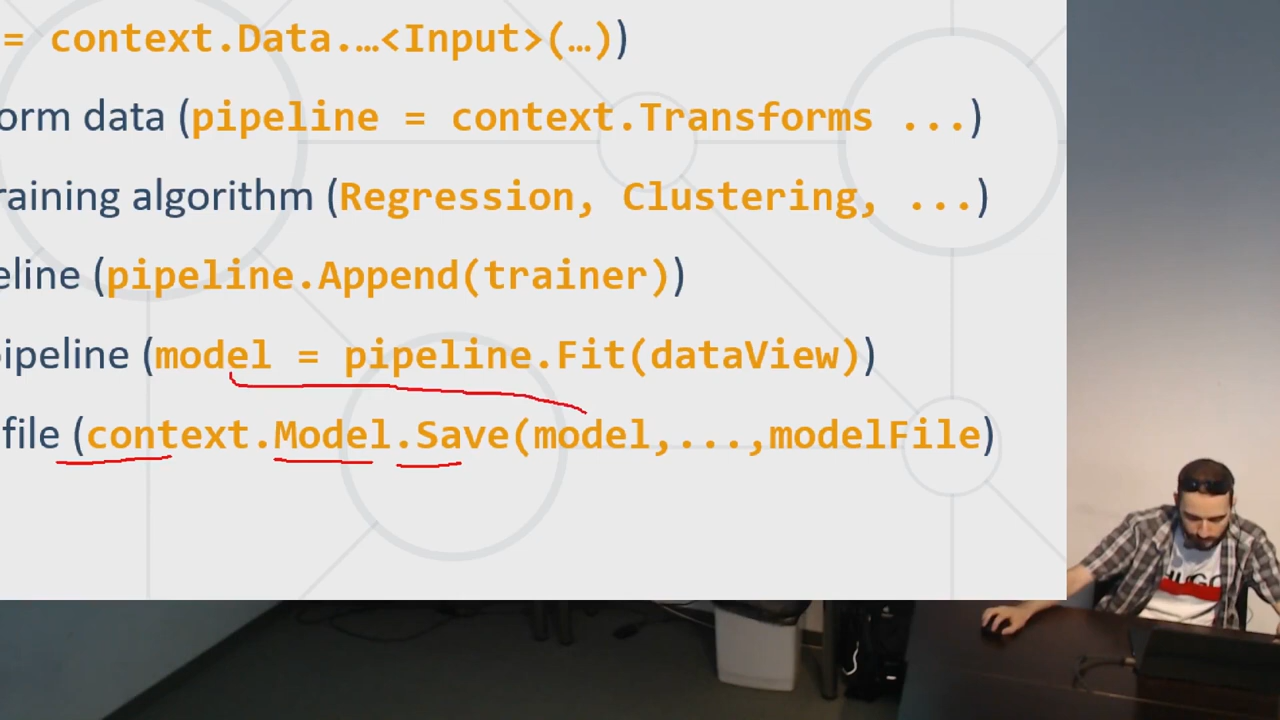 = context.Data.…<Input>(…))
orm data (pipeline = context.Transforms ...)
raining algorithm (Regression, Clustering, ...)
eline (pipeline.Append(trainer))
ipeline (model = pipeline.Fit(dataView))
file (context.Model.Save(model,...,modelFile)
HUGO